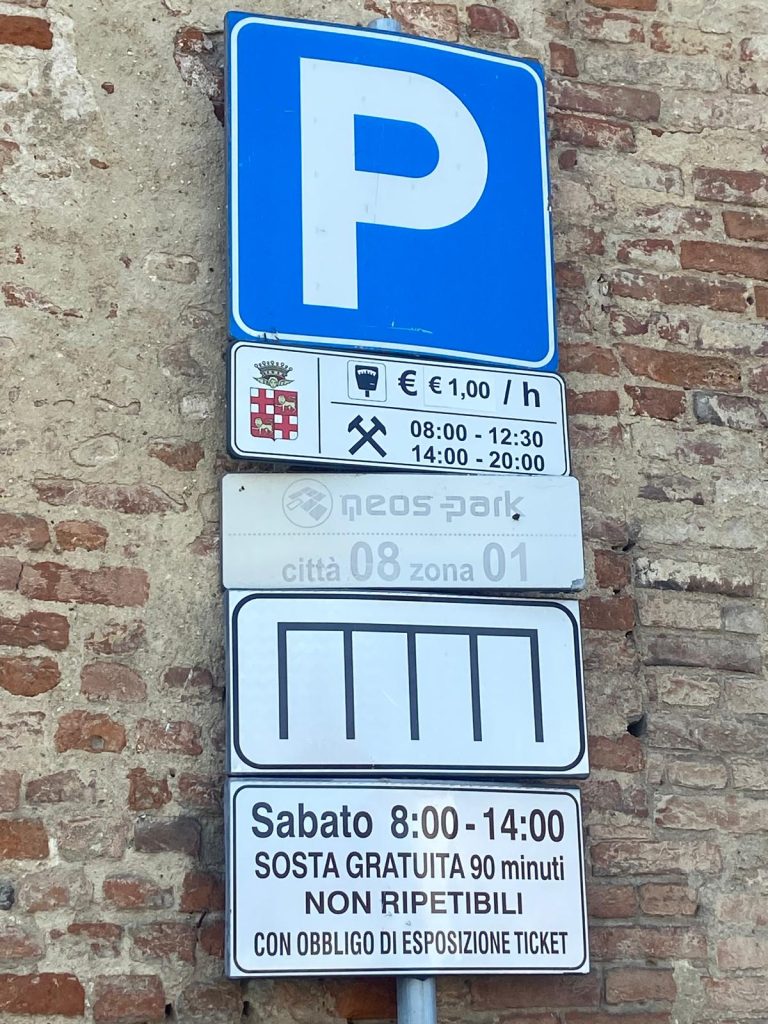 P
€ € 1,00 / h
08:00 - 12:30
14:00 - 20:00
neos-park
città 08 zona 01
Sabato 8:00 - 14:00
SOSTA GRATUITA 90 minuti
NON RIPETIBILI
CON OBBLIGO DI ESPOSIZIONE TICKET